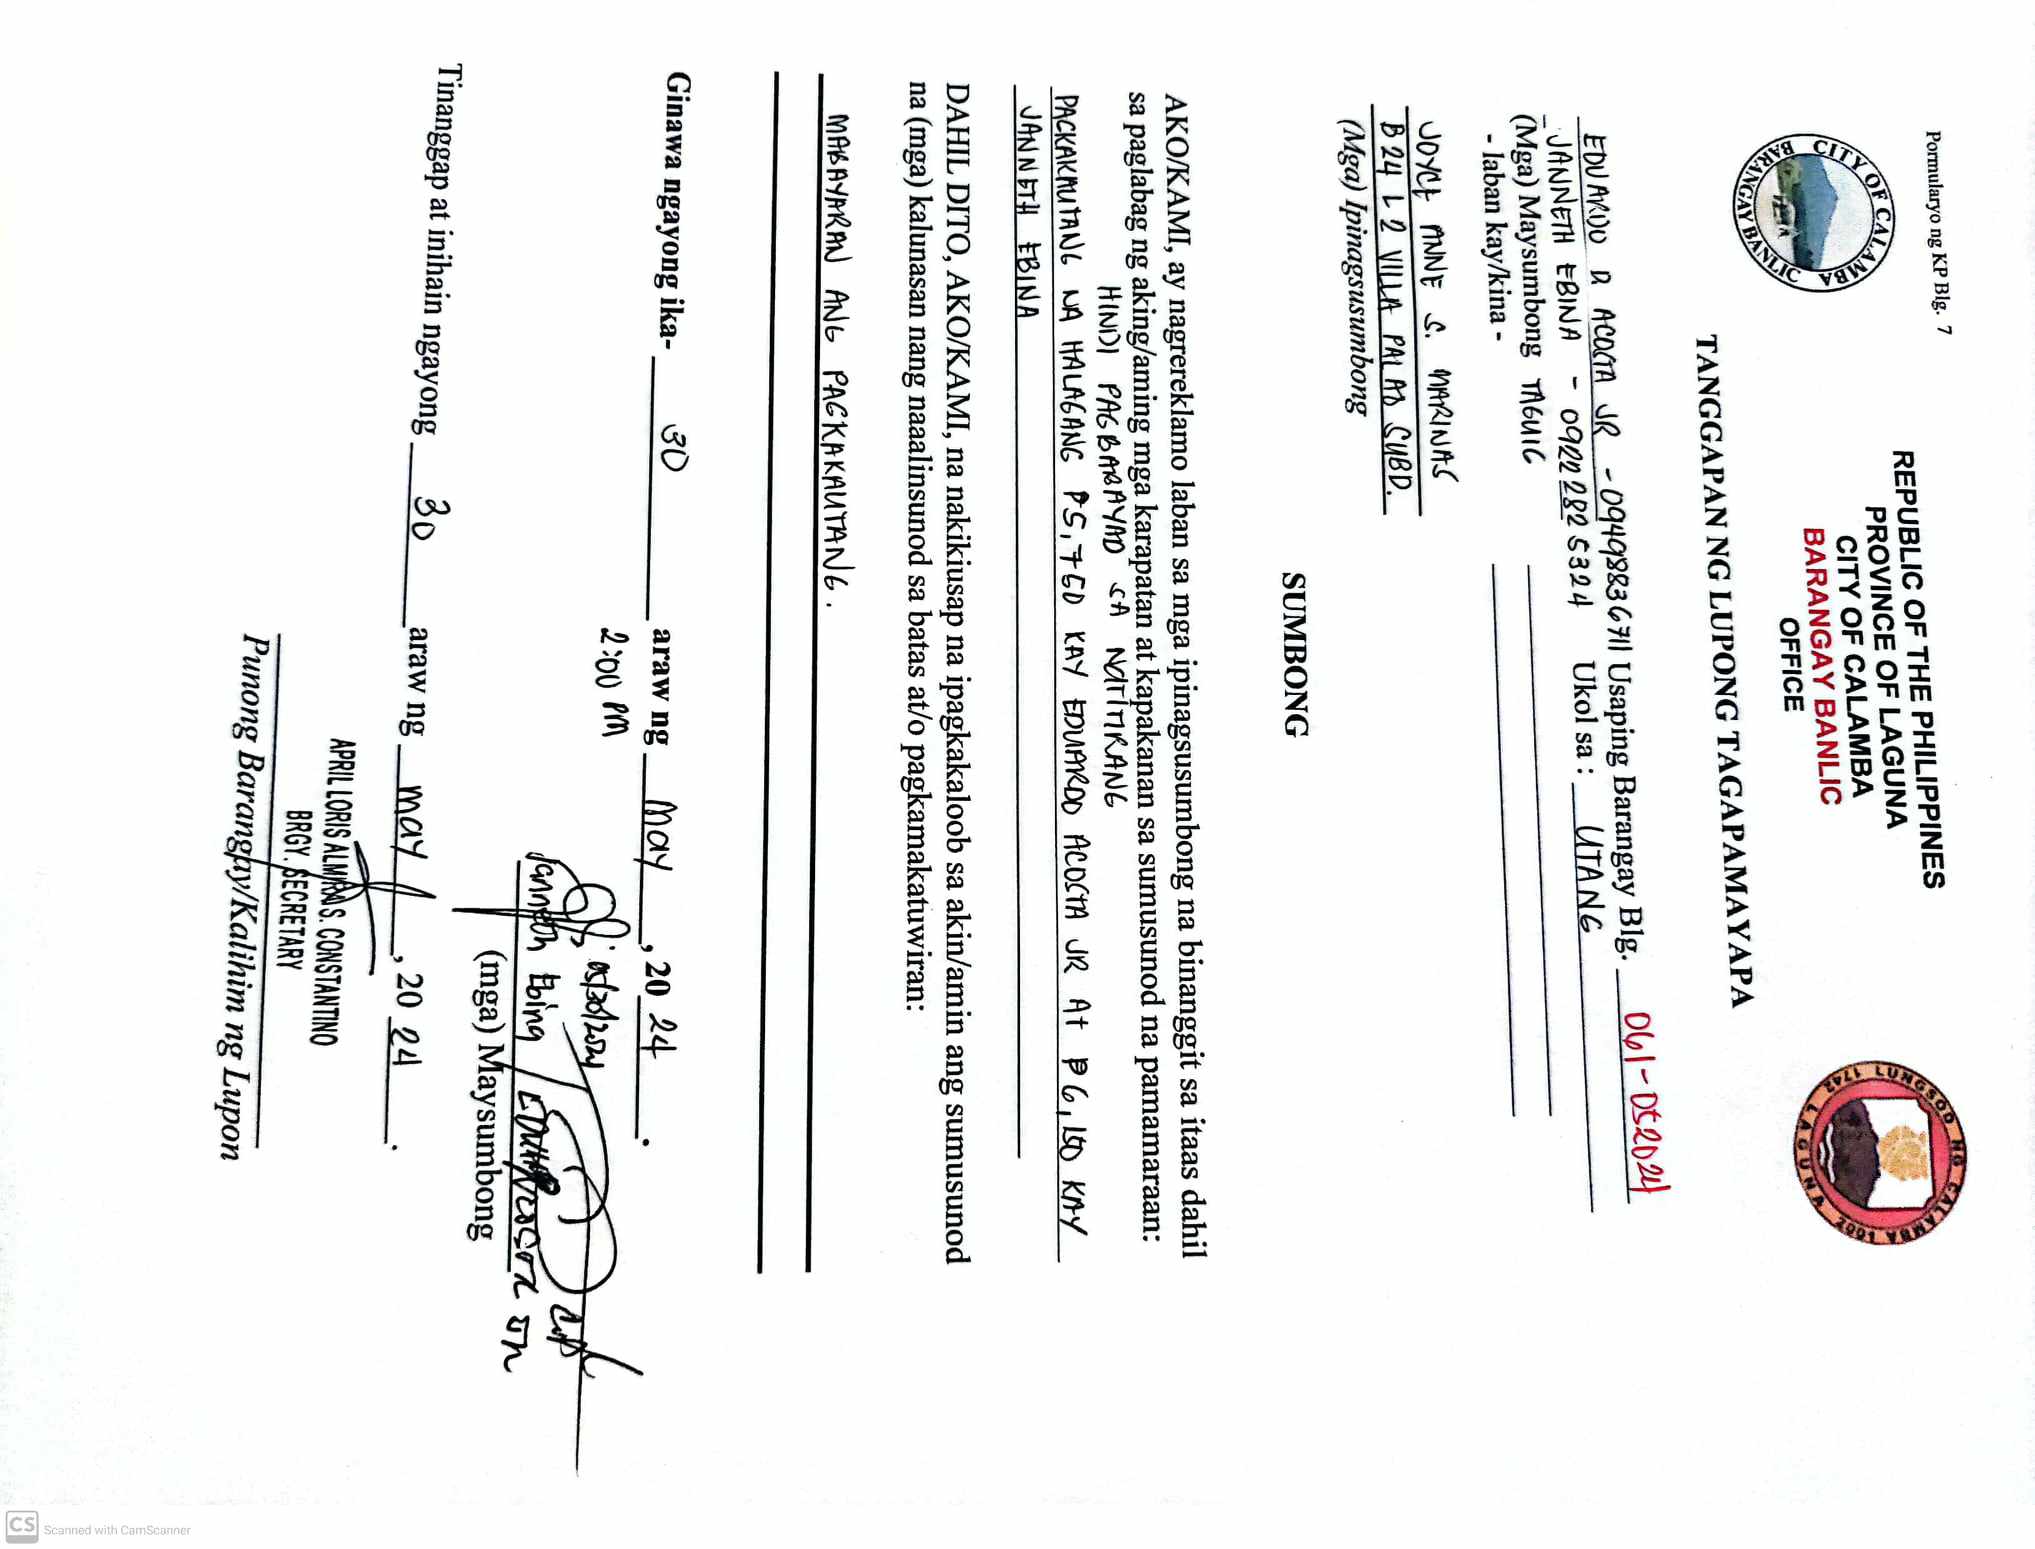 Pormularyo ng KP Blg. 7
REPUBLIC OF THE PHILIPPINES
PROVINCE OF LAGUNA
CITY OF CALAMBA
BARANGAY BANLIC
OFFICE
CITY OF CALAMBA
BARANGAY BANLIC
LUNGSOD NG CALAMBA
1742 LAGUNA 2001
TANGGAPAN NG LUPONG TAGAPAMAYAPA
EDUARDO R ACOSTA JR - 09498836711 Usaping Barangay Blg. 061-052024
JANNETH EBINA - 0922 282 5324 Ukol sa: UTANG
(Mga) Maysumbong TAGUIG
- laban kay/kina -
JOYCE ANNE S. MARINAS
B24 L2 VILLA PALAO SUBD.
(Mga) Ipinagsusumbong
SUMBONG
AKO/KAMI, ay nagrereklamo laban sa mga ipinagsusumbong na binanggit sa itaas dahil
sa paglabag ng aking/aming mga karapatan at kapakanan sa sumusunod na pamamaraan:
HINDI PAGBABAYAD SA NATITIRANG
PAGKAKAUTANG NA HALAGANG ₱5,760 KAY EDUARDO ACOSTA JR At ₱6,150 KAY
JANNETH EBINA
DAHIL DITO, AKO/KAMI, na nakikiusap na ipagkakaloob sa akin/amin ang sumusunod
na (mga) kalunasan nang naaalinsunod sa batas at/o pagkamakatuwiran:
MABAYARAN ANG PAGKAKAUTANG.
Ginawa ngayong ika- 30 araw ng May, 2024.
2:00 PM
05/30/2024
Janneth Ebina / EDUARDO ACOSTA JR
(mga) Maysumbong
Tinanggap at inihain ngayong 30 araw ng may, 2024.
APRIL LORIS ALMIRA S. CONSTANTINO
BRGY. SECRETARY
Punong Barangay/Kalihim ng Lupon
CS Scanned with CamScanner